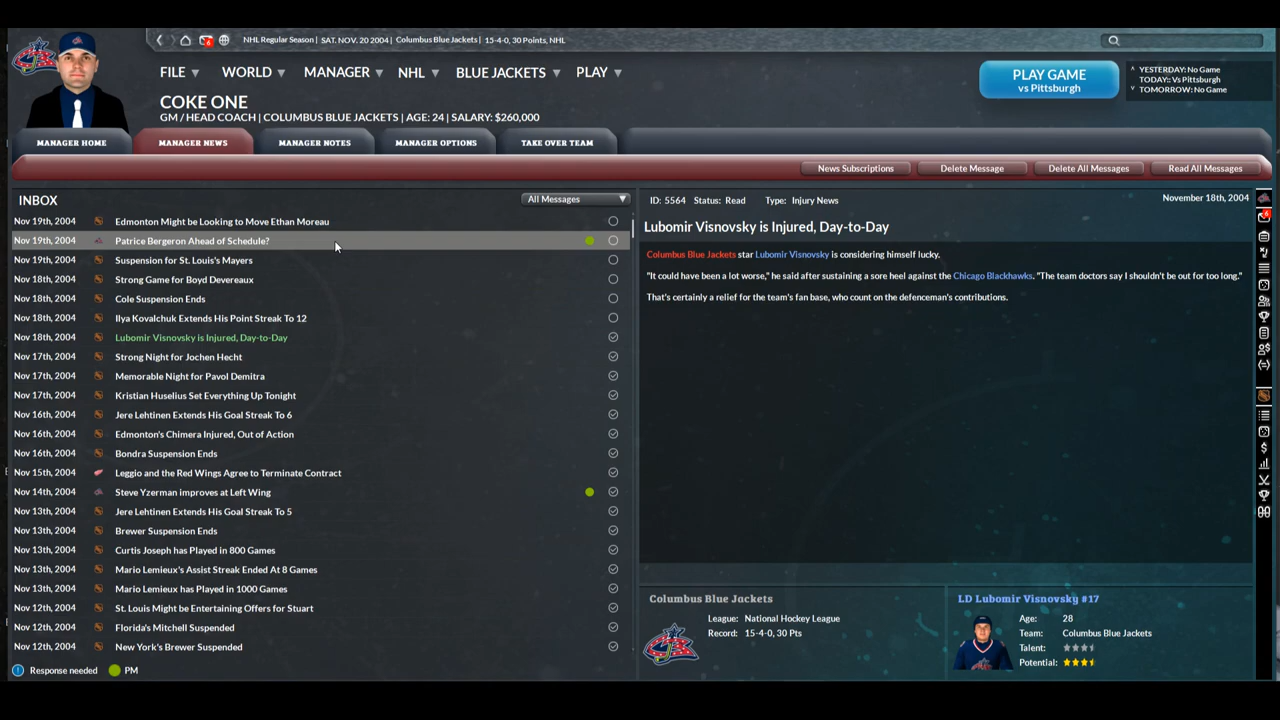 NHL Regular Season | SAT. NOV. 20 2004 | Columbus Blue Jackets | 15-4-0, 30 Points, NHL
FILE WORLD MANAGER NHL BLUE JACKETS PLAY
PLAY GAME
vs Pittsburgh
YESTERDAY: No Game
TODAY:: Vs Pittsburgh
TOMORROW: No Game
COKE ONE
GM / HEAD COACH | COLUMBUS BLUE JACKETS | AGE: 24 | SALARY: $260,000
MANAGER HOME MANAGER NEWS MANAGER NOTES MANAGER OPTIONS TAKE OVER TEAM
News Subscriptions Delete Message Delete All Messages Read All Messages
INBOX All Messages
Nov 19th, 2004 Edmonton Might be Looking to Move Ethan Moreau
Nov 19th, 2004 Patrice Bergeron Ahead of Schedule?
Nov 19th, 2004 Suspension for St. Louis's Mayers
Nov 18th, 2004 Strong Game for Boyd Devereaux
Nov 18th, 2004 Cole Suspension Ends
Nov 18th, 2004 Ilya Kovalchuk Extends His Point Streak To 12
Nov 18th, 2004 Lubomir Visnovsky is Injured, Day-to-Day
Nov 17th, 2004 Strong Night for Jochen Hecht
Nov 17th, 2004 Memorable Night for Pavol Demitra
Nov 17th, 2004 Kristian Huselius Set Everything Up Tonight
Nov 16th, 2004 Jere Lehtinen Extends His Goal Streak To 6
Nov 16th, 2004 Edmonton's Chimera Injured, Out of Action
Nov 16th, 2004 Bondra Suspension Ends
Nov 15th, 2004 Leggio and the Red Wings Agree to Terminate Contract
Nov 14th, 2004 Steve Yzerman improves at Left Wing
Nov 13th, 2004 Jere Lehtinen Extends His Goal Streak To 5
Nov 13th, 2004 Brewer Suspension Ends
Nov 13th, 2004 Curtis Joseph has Played in 800 Games
Nov 13th, 2004 Mario Lemieux's Assist Streak Ended At 8 Games
Nov 13th, 2004 Mario Lemieux has Played in 1000 Games
Nov 12th, 2004 St. Louis Might be Entertaining Offers for Stuart
Nov 12th, 2004 Florida's Mitchell Suspended
Nov 12th, 2004 New York's Brewer Suspended
Response needed PM
ID: 5564 Status: Read Type: Injury News November 18th, 2004
Lubomir Visnovsky is Injured, Day-to-Day
Columbus Blue Jackets star Lubomir Visnovsky is considering himself lucky.
"It could have been a lot worse," he said after sustaining a sore heel against the Chicago Blackhawks. "The team doctors say I shouldn't be out for too long."
That's certainly a relief for the team's fan base, who count on the defenceman's contributions.
Columbus Blue Jackets
League: National Hockey League
Record: 15-4-0, 30 Pts
LD Lubomir Visnovsky #17
Age: 28
Team: Columbus Blue Jackets
Talent:
Potential: